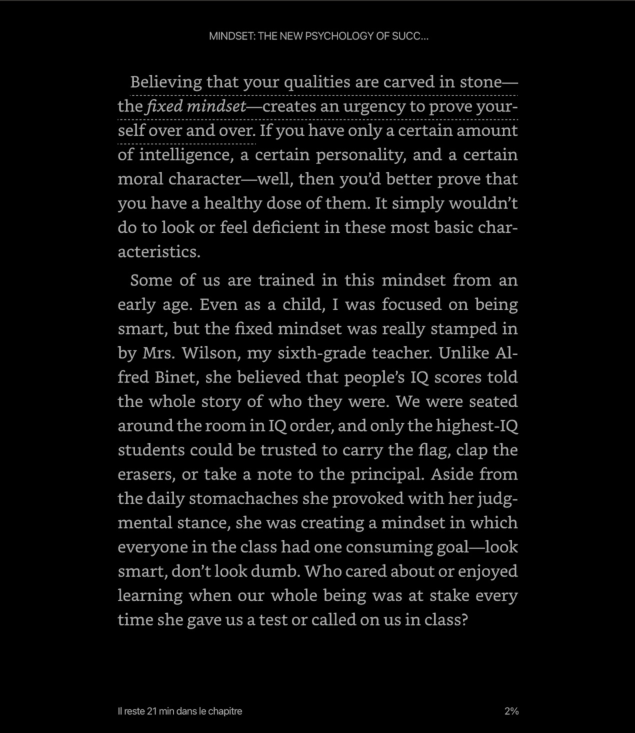 MINDSET: THE NEW PSYCHOLOGY OF SUCC...
Believing that your qualities are carved in stone—
the fixed mindset—creates an urgency to prove your-
self over and over. If you have only a certain amount
of intelligence, a certain personality, and a certain
moral character—well, then you’d better prove that
you have a healthy dose of them. It simply wouldn’t
do to look or feel deficient in these most basic char-
acteristics.
Some of us are trained in this mindset from an
early age. Even as a child, I was focused on being
smart, but the fixed mindset was really stamped in
by Mrs. Wilson, my sixth-grade teacher. Unlike Al-
fred Binet, she believed that people’s IQ scores told
the whole story of who they were. We were seated
around the room in IQ order, and only the highest-IQ
students could be trusted to carry the flag, clap the
erasers, or take a note to the principal. Aside from
the daily stomachaches she provoked with her judg-
mental stance, she was creating a mindset in which
everyone in the class had one consuming goal—look
smart, don’t look dumb. Who cared about or enjoyed
learning when our whole being was at stake every
time she gave us a test or called on us in class?
Il reste 21 min dans le chapitre
2%